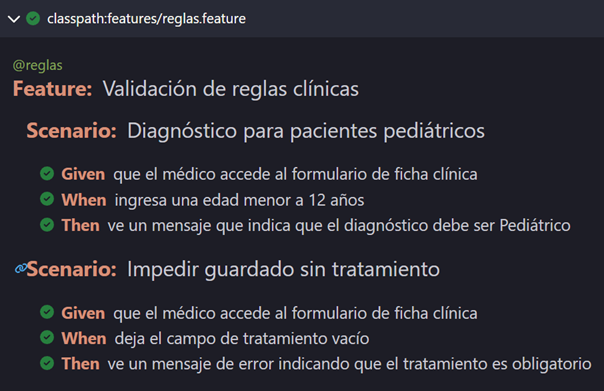 classpath:features/reglas.feature
@reglas
Feature: Validación de reglas clínicas
Scenario: Diagnóstico para pacientes pediátricos
Given que el médico accede al formulario de ficha clínica
When ingresa una edad menor a 12 años
Then ve un mensaje que indica que el diagnóstico debe ser Pediátrico
Scenario: Impedir guardado sin tratamiento
Given que el médico accede al formulario de ficha clínica
When deja el campo de tratamiento vacío
Then ve un mensaje de error indicando que el tratamiento es obligatorio